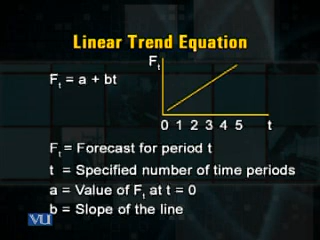 Linear Trend Equation
Fₜ
Fₜ = a + bt
0 1 2 3 4 5 t
Fₜ = Forecast for period t
t = Specified number of time periods
a = Value of Fₜ at t = 0
b = Slope of the line
VU